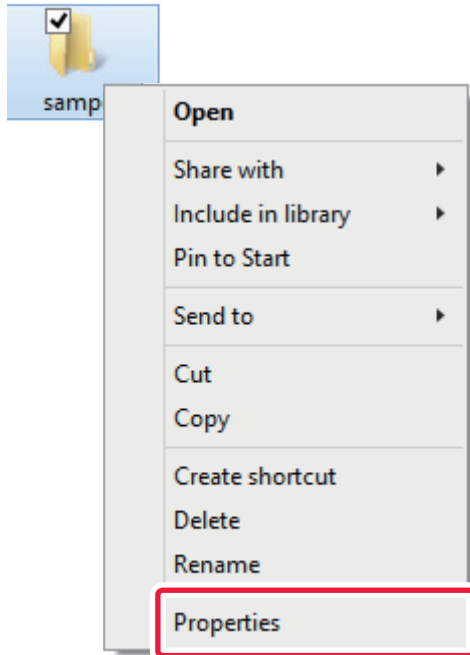 samp
Open
Share with
Include in library
Pin to Start
Send to
Cut
Copy
Create shortcut
Delete
Rename
Properties